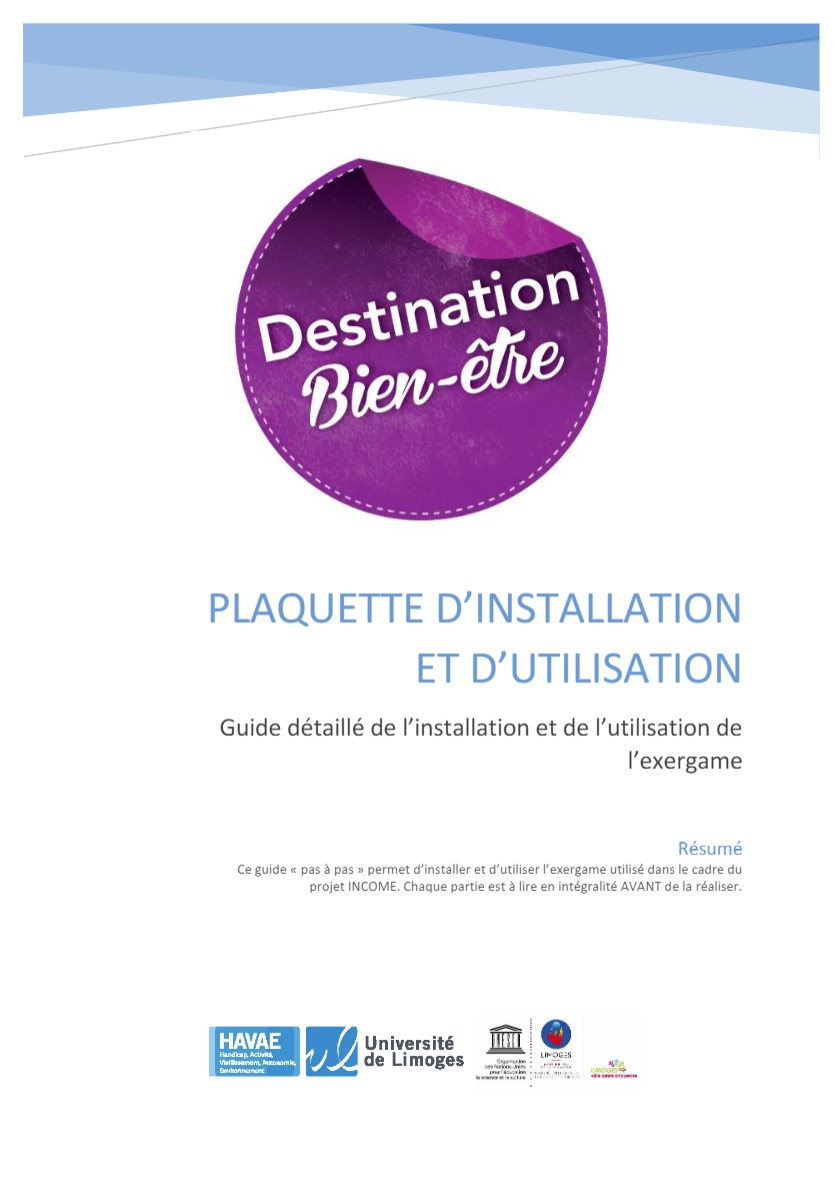 Destination
Bien-être
PLAQUETTE D’INSTALLATION
ET D’UTILISATION
Guide détaillé de l’installation et de l’utilisation de
l’exergame
Résumé
Ce guide « pas à pas » permet d’installer et d’utiliser l’exergame utilisé dans le cadre du
projet INCOME. Chaque partie est à lire en intégralité AVANT de la réaliser.
HAVAE
Handicap, Activité,
Vieillissement, Autonomie,
Environnement
Université
de Limoges
Organisation
des Nations Unies
pour l'éducation,
la science et la culture
LIMOGES
LIMOGES